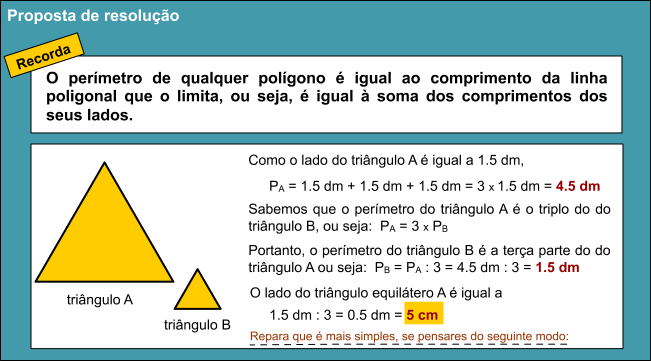 Proposta de resolução
Recorda
O perímetro de qualquer polígono é igual ao comprimento da linha
poligonal que o limita, ou seja, é igual à soma dos comprimentos dos
seus lados.
Como o lado do triângulo A é igual a 1.5 dm,
PA = 1.5 dm + 1.5 dm + 1.5 dm = 3 x 1.5 dm = 4.5 dm
Sabemos que o perímetro do triângulo A é o triplo do do
triângulo B, ou seja: PA = 3 x PB
Portanto, o perímetro do triângulo B é a terça parte do do
triângulo A ou seja: PB = PA : 3 = 4.5 dm : 3 = 1.5 dm
O lado do triângulo equilátero A é igual a
1.5 dm : 3 = 0.5 dm = 5 cm
Repara que é mais simples, se pensares do seguinte modo:
triângulo A
triângulo B